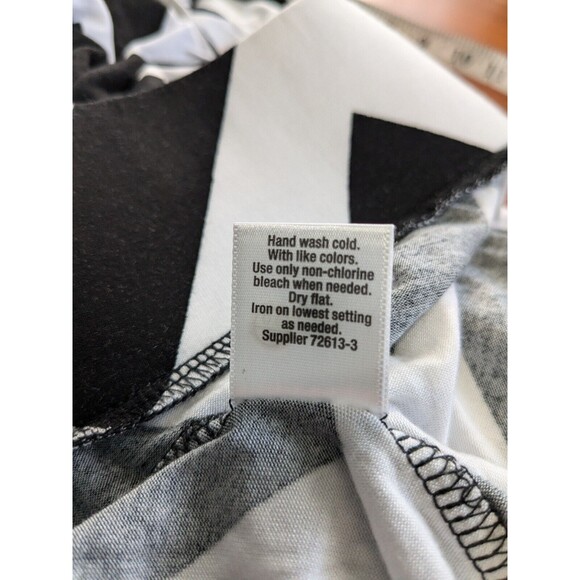 Hand wash cold.
With like colors.
Use only non-chlorine
bleach when needed.
Dry flat.
Iron on lowest setting
as needed.
Supplier 72613-3